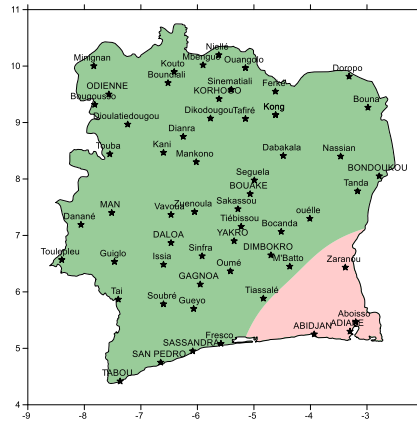 11
Niellé
Mbengué
Ouangolo
Minignan
Kouto
10
Doropo
Boundiali
Sinematiali
Ferké
ODIENNE
KORHOGO
Bougousso
Bouna
Kong
Dikodougou
Tafiré
Djoulatiedougou
9
Dianra
Kani
Touba
Mankono
Dabakala
Nassian
BONDOUKOU
8
Seguela
BOUAKE
Tanda
MAN
Vavoua
Zuenoula
Sakassou
ouélle
Danané
Tiébissou
Bocanda
7
DALOA
YAKRO
DIMBOKRO
Toulepleu
Guiglo
Issia
Sinfra
Oumé
M'Batto
Zaranou
GAGNOA
6
Tai
Soubré
Gueyo
Tiassalé
Aboisso
ABIDJAN
ADIAKE
Fresco
5
SASSANDRA
SAN PEDRO
TABOU
4
-9
-8
-7
-6
-5
-4
-3
-2